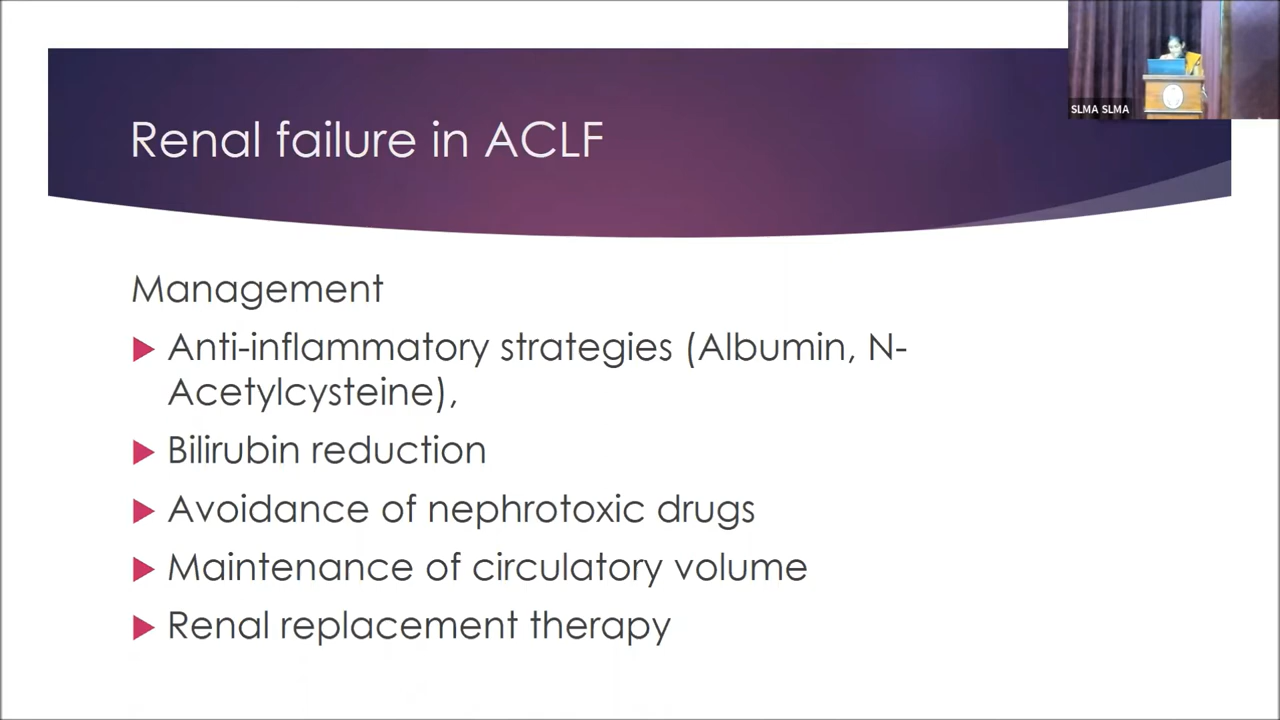 SLMA SLMA
Renal failure in ACLF
Management
Anti-inflammatory strategies (Albumin, N-
Acetylcysteine),
Bilirubin reduction
Avoidance of nephrotoxic drugs
Maintenance of circulatory volume
Renal replacement therapy